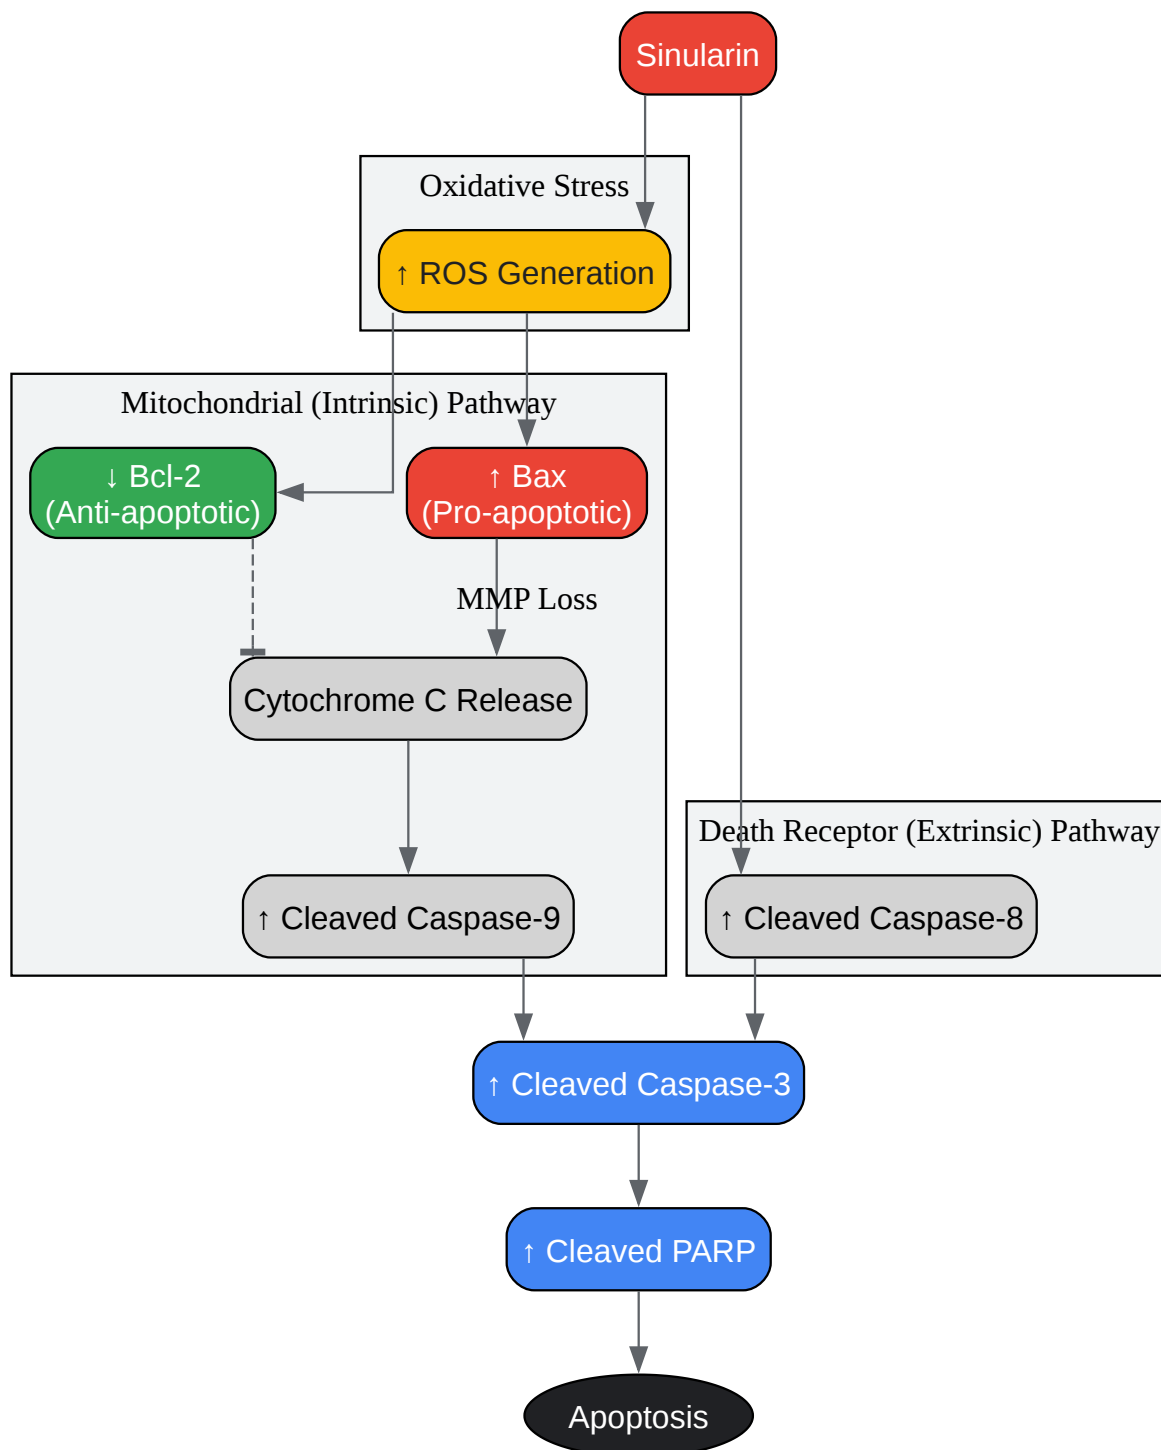 Sinularin
Oxidative Stress
↑ ROS Generation
Mitochondrial (Intrinsic) Pathway
↓ Bcl-2
(Anti-apoptotic)
↑ Bax
(Pro-apoptotic)
MMP Loss
Cytochrome C Release
Death Receptor (Extrinsic) Pathway
↑ Cleaved Caspase-9
↑ Cleaved Caspase-8
↑ Cleaved Caspase-3
↑ Cleaved PARP
Apoptosis